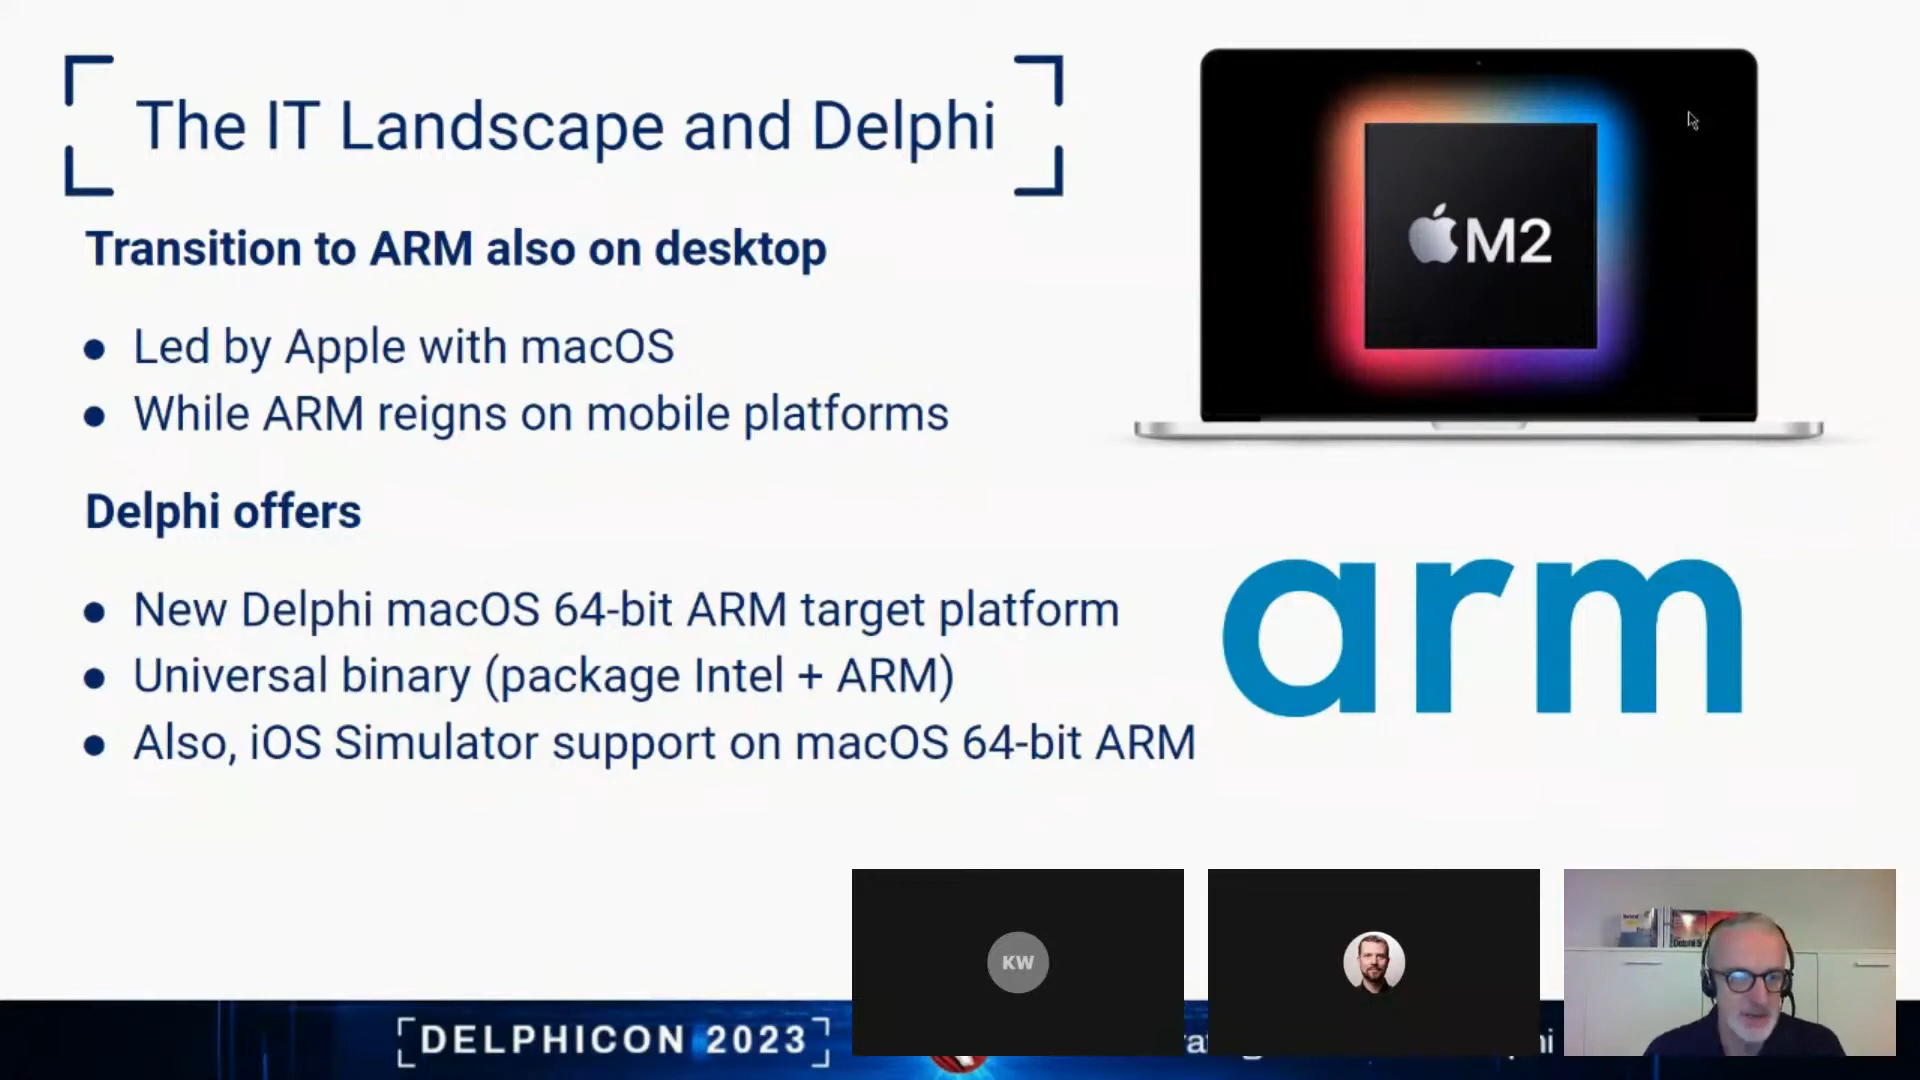 The IT Landscape and Delphi
Transition to ARM also on desktop
● Led by Apple with macOS
● While ARM reigns on mobile platforms
Delphi offers
● New Delphi macOS 64-bit ARM target platform
● Universal binary (package Intel + ARM)
● Also, iOS Simulator support on macOS 64-bit ARM
M2
arm
KW
DELPHICON 2023